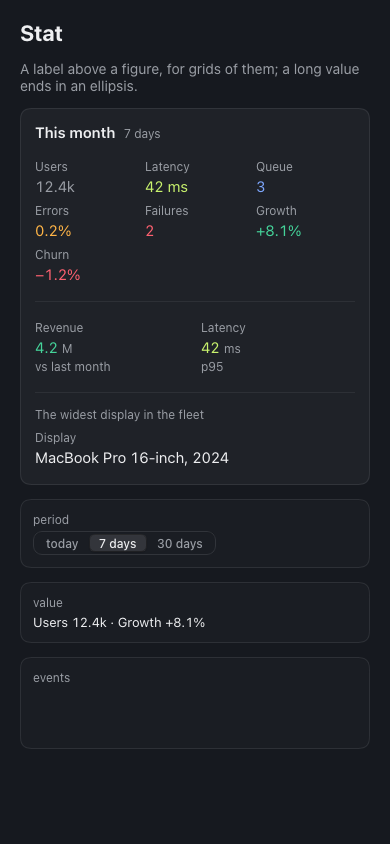 Stat
A label above a figure, for grids of them; a long value
ends in an ellipsis.
This month 7 days
Users Latency Queue
12.4k 42 ms 3
Errors Failures Growth
0.2% 2 +8.1%
Churn
−1.2%
Revenue Latency
4.2 M 42 ms
vs last month p95
The widest display in the fleet
Display
MacBook Pro 16-inch, 2024
period
today 7 days 30 days
value
Users 12.4k · Growth +8.1%
events